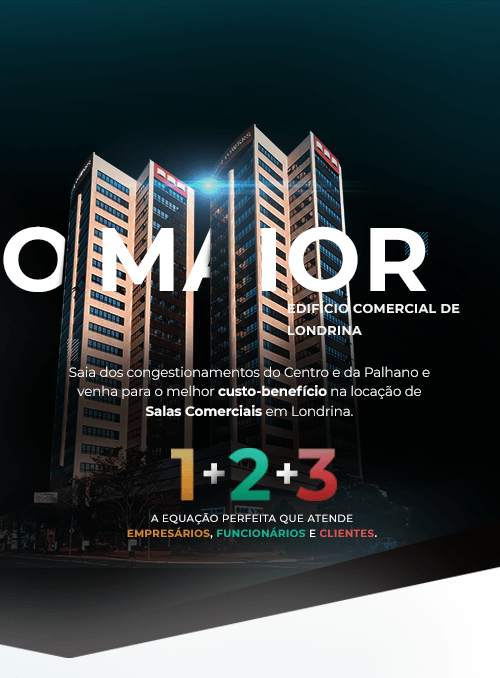 O MAIOR
EDIFÍCIO COMERCIAL DE
LONDRINA
Saia dos congestionamentos do Centro e da Palhano e
venha para o melhor custo-benefício na locação de
Salas Comerciais em Londrina.
1+2+3
A EQUAÇÃO PERFEITA QUE ATENDE
EMPRESÁRIOS, FUNCIONÁRIOS E CLIENTES.